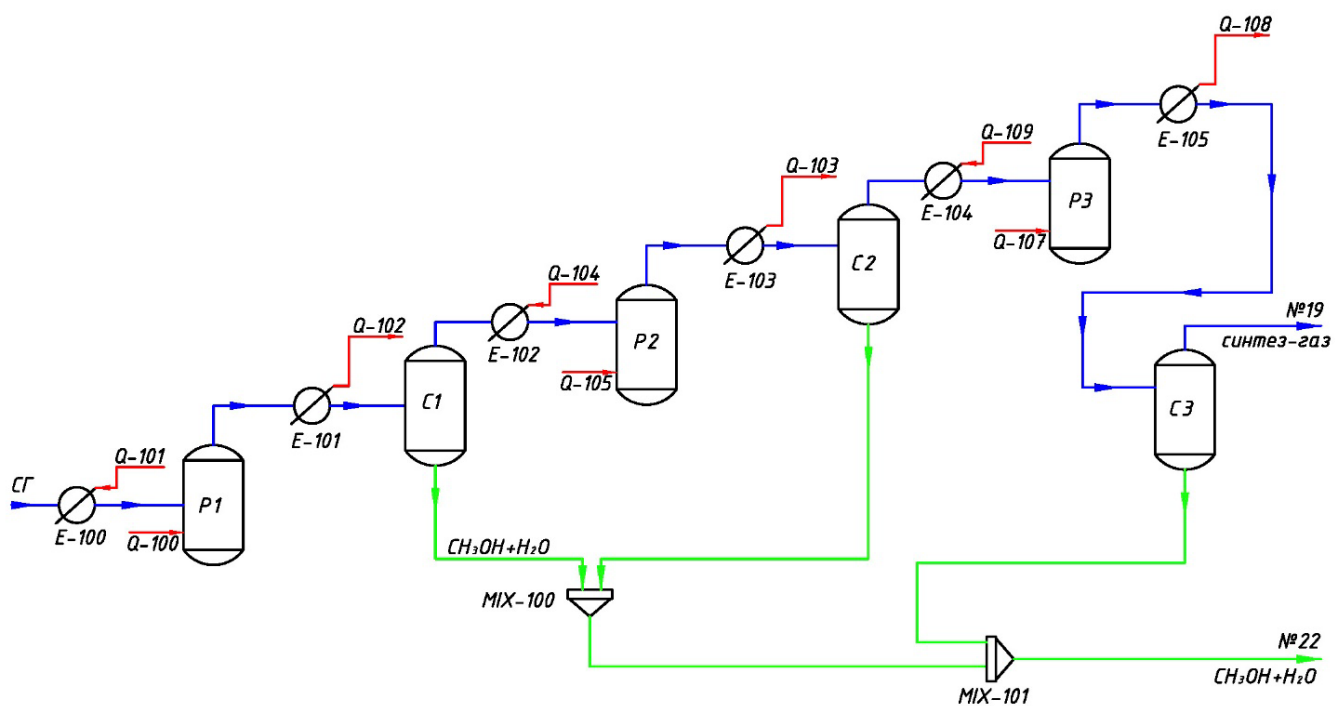 Q-108
E-105
Q-109
Q-103
E-104
P3
Q-107
C2
E-103
Q-104
№19
синтез-газ
Q-102
E-102
P2
Q-105
C1
C3
E-101
Q-101
СГ
P1
E-100
Q-100
CH₃OH+H₂O
MIX-100
№22
CH₃OH+H₂O
MIX-101